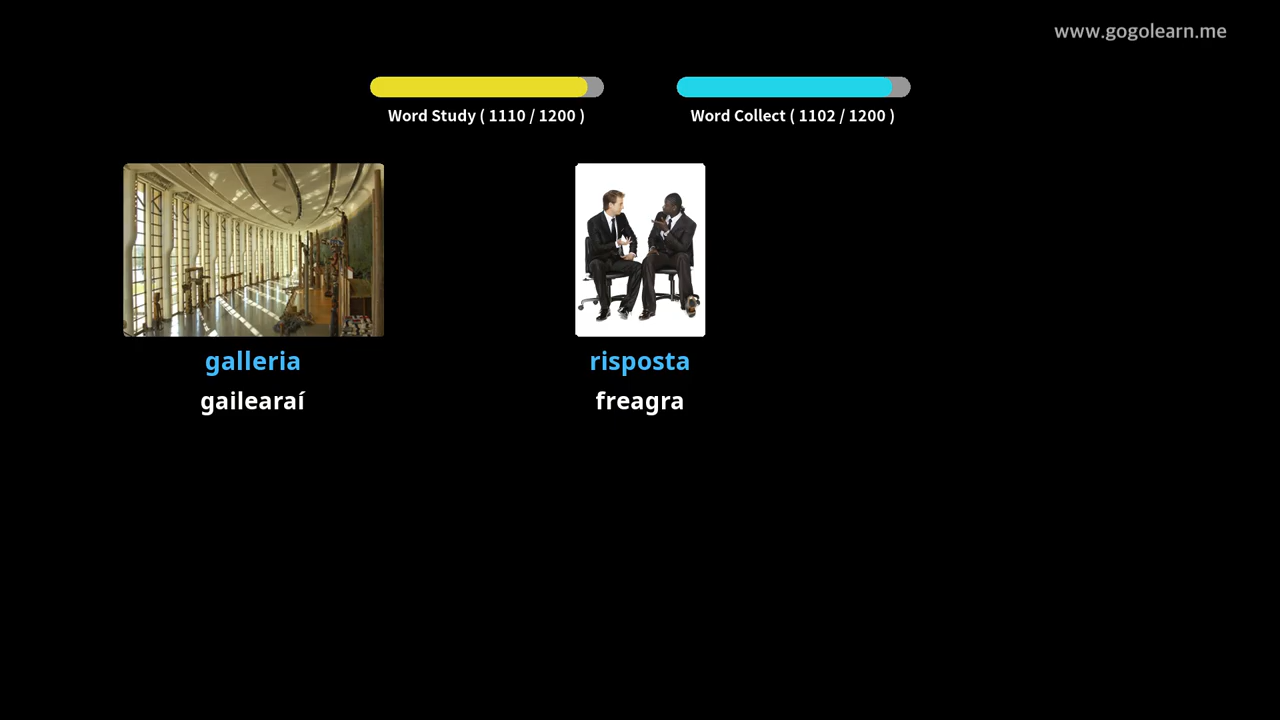 www.gogolearn.me
Word Study ( 1110 / 1200 )
Word Collect ( 1102 / 1200 )
galleria
gailearaí
risposta
freagra